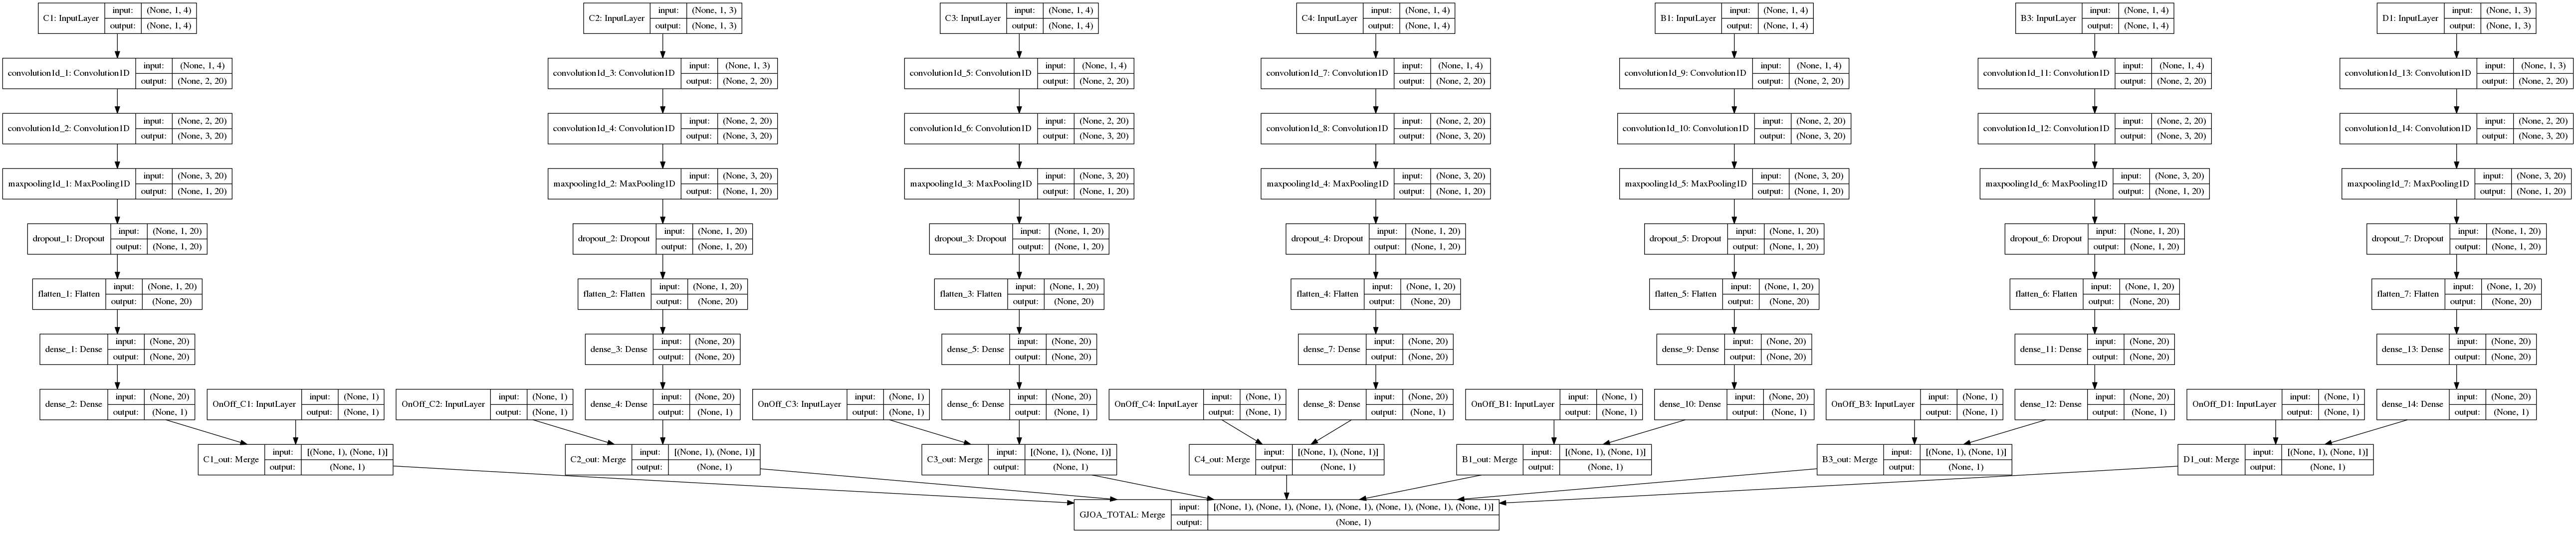 C1: InputLayer input: (None, 1, 4)
output: (None, 1, 4)
C2: InputLayer input: (None, 1, 3)
output: (None, 1, 3)
C3: InputLayer input: (None, 1, 4)
output: (None, 1, 4)
C4: InputLayer input: (None, 1, 4)
output: (None, 1, 4)
B1: InputLayer input: (None, 1, 4)
output: (None, 1, 4)
B3: InputLayer input: (None, 1, 4)
output: (None, 1, 4)
D1: InputLayer input: (None, 1, 3)
output: (None, 1, 3)
convolution1d_1: Convolution1D input: (None, 1, 4)
output: (None, 2, 20)
convolution1d_3: Convolution1D input: (None, 1, 3)
output: (None, 2, 20)
convolution1d_5: Convolution1D input: (None, 1, 4)
output: (None, 2, 20)
convolution1d_7: Convolution1D input: (None, 1, 4)
output: (None, 2, 20)
convolution1d_9: Convolution1D input: (None, 1, 4)
output: (None, 2, 20)
convolution1d_11: Convolution1D input: (None, 1, 4)
output: (None, 2, 20)
convolution1d_13: Convolution1D input: (None, 1, 3)
output: (None, 2, 20)
convolution1d_2: Convolution1D input: (None, 2, 20)
output: (None, 3, 20)
convolution1d_4: Convolution1D input: (None, 2, 20)
output: (None, 3, 20)
convolution1d_6: Convolution1D input: (None, 2, 20)
output: (None, 3, 20)
convolution1d_8: Convolution1D input: (None, 2, 20)
output: (None, 3, 20)
convolution1d_10: Convolution1D input: (None, 2, 20)
output: (None, 3, 20)
convolution1d_12: Convolution1D input: (None, 2, 20)
output: (None, 3, 20)
convolution1d_14: Convolution1D input: (None, 2, 20)
output: (None, 3, 20)
maxpooling1d_1: MaxPooling1D input: (None, 3, 20)
output: (None, 1, 20)
maxpooling1d_2: MaxPooling1D input: (None, 3, 20)
output: (None, 1, 20)
maxpooling1d_3: MaxPooling1D input: (None, 3, 20)
output: (None, 1, 20)
maxpooling1d_4: MaxPooling1D input: (None, 3, 20)
output: (None, 1, 20)
maxpooling1d_5: MaxPooling1D input: (None, 3, 20)
output: (None, 1, 20)
maxpooling1d_6: MaxPooling1D input: (None, 3, 20)
output: (None, 1, 20)
maxpooling1d_7: MaxPooling1D input: (None, 3, 20)
output: (None, 1, 20)
dropout_1: Dropout input: (None, 1, 20)
output: (None, 1, 20)
dropout_2: Dropout input: (None, 1, 20)
output: (None, 1, 20)
dropout_3: Dropout input: (None, 1, 20)
output: (None, 1, 20)
dropout_4: Dropout input: (None, 1, 20)
output: (None, 1, 20)
dropout_5: Dropout input: (None, 1, 20)
output: (None, 1, 20)
dropout_6: Dropout input: (None, 1, 20)
output: (None, 1, 20)
dropout_7: Dropout input: (None, 1, 20)
output: (None, 1, 20)
flatten_1: Flatten input: (None, 1, 20)
output: (None, 20)
flatten_2: Flatten input: (None, 1, 20)
output: (None, 20)
flatten_3: Flatten input: (None, 1, 20)
output: (None, 20)
flatten_4: Flatten input: (None, 1, 20)
output: (None, 20)
flatten_5: Flatten input: (None, 1, 20)
output: (None, 20)
flatten_6: Flatten input: (None, 1, 20)
output: (None, 20)
flatten_7: Flatten input: (None, 1, 20)
output: (None, 20)
dense_1: Dense input: (None, 20)
output: (None, 20)
dense_3: Dense input: (None, 20)
output: (None, 20)
dense_5: Dense input: (None, 20)
output: (None, 20)
dense_7: Dense input: (None, 20)
output: (None, 20)
dense_9: Dense input: (None, 20)
output: (None, 20)
dense_11: Dense input: (None, 20)
output: (None, 20)
dense_13: Dense input: (None, 20)
output: (None, 20)
dense_2: Dense input: (None, 20)
output: (None, 1)
OnOff_C1: InputLayer input: (None, 1)
output: (None, 1)
OnOff_C2: InputLayer input: (None, 1)
output: (None, 1)
dense_4: Dense input: (None, 20)
output: (None, 1)
OnOff_C3: InputLayer input: (None, 1)
output: (None, 1)
dense_6: Dense input: (None, 20)
output: (None, 1)
OnOff_C4: InputLayer input: (None, 1)
output: (None, 1)
dense_8: Dense input: (None, 20)
output: (None, 1)
OnOff_B1: InputLayer input: (None, 1)
output: (None, 1)
dense_10: Dense input: (None, 20)
output: (None, 1)
OnOff_B3: InputLayer input: (None, 1)
output: (None, 1)
dense_12: Dense input: (None, 20)
output: (None, 1)
OnOff_D1: InputLayer input: (None, 1)
output: (None, 1)
dense_14: Dense input: (None, 20)
output: (None, 1)
C1_out: Merge input: [(None, 1), (None, 1)]
output: (None, 1)
C2_out: Merge input: [(None, 1), (None, 1)]
output: (None, 1)
C3_out: Merge input: [(None, 1), (None, 1)]
output: (None, 1)
C4_out: Merge input: [(None, 1), (None, 1)]
output: (None, 1)
B1_out: Merge input: [(None, 1), (None, 1)]
output: (None, 1)
B3_out: Merge input: [(None, 1), (None, 1)]
output: (None, 1)
D1_out: Merge input: [(None, 1), (None, 1)]
output: (None, 1)
GJOA_TOTAL: Merge input: [(None, 1), (None, 1), (None, 1), (None, 1), (None, 1), (None, 1), (None, 1)]
output: (None, 1)